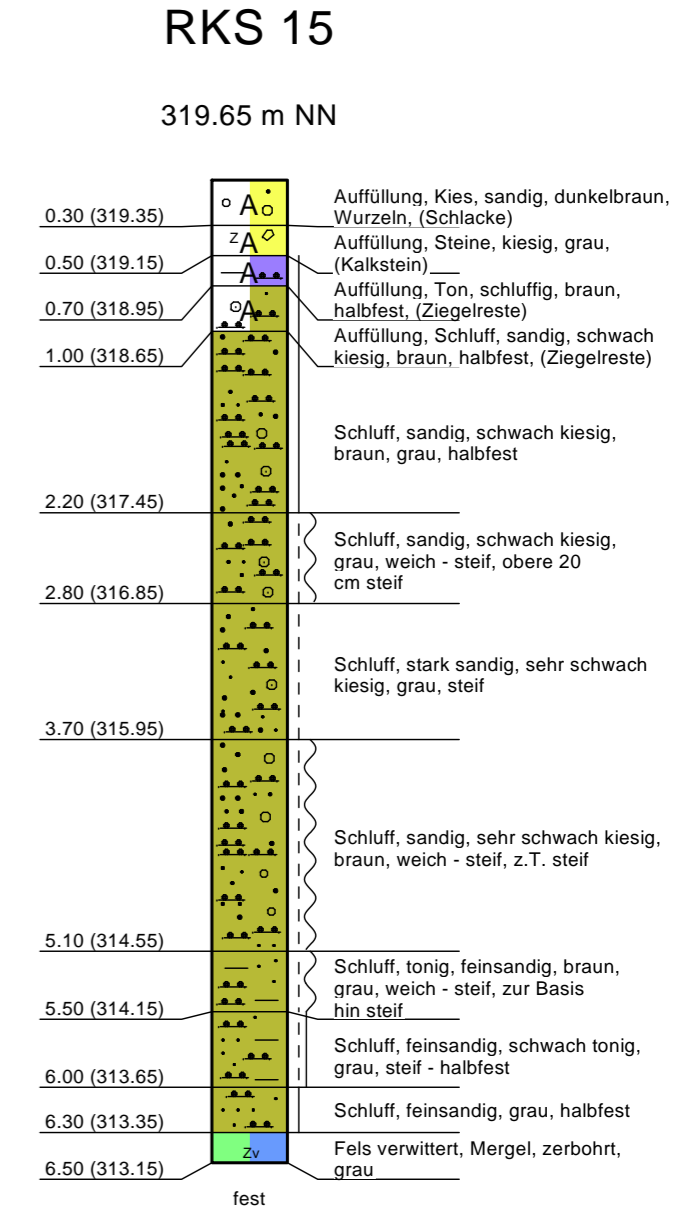 RKS 15
319.65 m NN
A
Auffüllung, Kies, sandig, dunkelbraun,
Wurzeln, (Schlacke)
0.30 (319.35)
z A
Auffüllung, Steine, kiesig, grau,
(Kalkstein)
0.50 (319.15)
A
Auffüllung, Ton, schluffig, braun,
halbfest, (Ziegelreste)
0.70 (318.95)
A
Auffüllung, Schluff, sandig, schwach
kiesig, braun, halbfest, (Ziegelreste)
1.00 (318.65)
Schluff, sandig, schwach kiesig,
braun, grau, halbfest
2.20 (317.45)
Schluff, sandig, schwach kiesig,
grau, weich - steif, obere 20
cm steif
2.80 (316.85)
Schluff, stark sandig, sehr schwach
kiesig, grau, steif
3.70 (315.95)
Schluff, sandig, sehr schwach kiesig,
braun, weich - steif, z.T. steif
5.10 (314.55)
Schluff, tonig, feinsandig, braun,
grau, weich - steif, zur Basis
hin steif
5.50 (314.15)
Schluff, feinsandig, schwach tonig,
grau, steif - halbfest
6.00 (313.65)
Schluff, feinsandig, grau, halbfest
6.30 (313.35)
Zv
Fels verwittert, Mergel, zerbohrt,
grau
6.50 (313.15)
fest